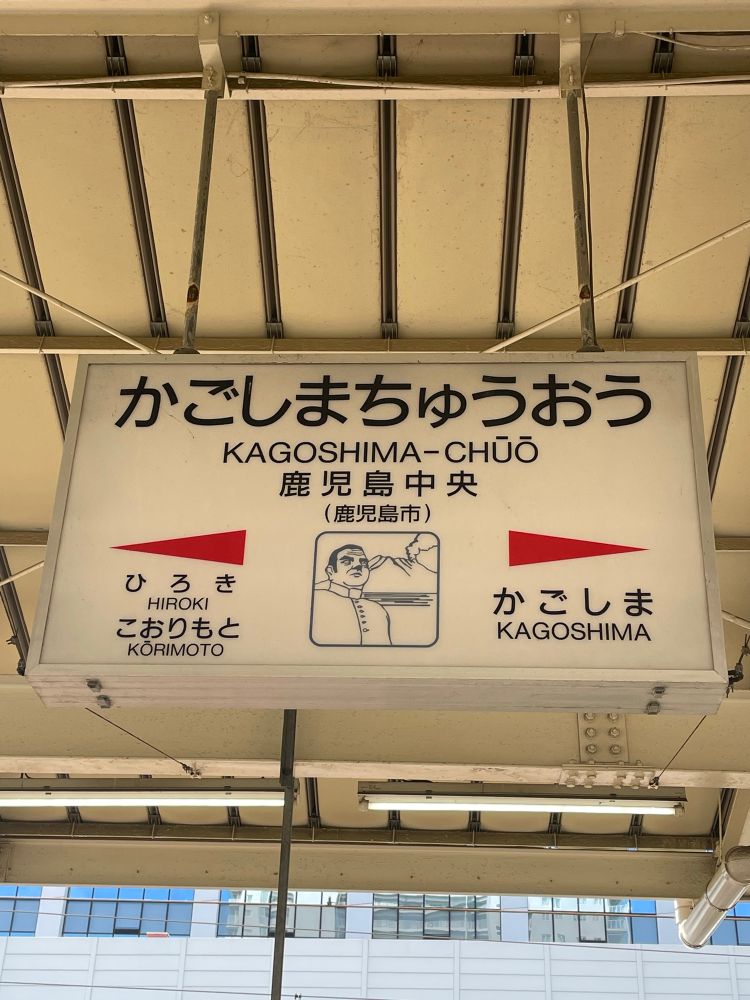 かごしまちゅうおう
KAGOSHIMA-CHŪŌ
鹿児島中央
(鹿児島市)
ひろき
HIROKI
こおりもと
KŌRIMOTO
かごしま
KAGOSHIMA